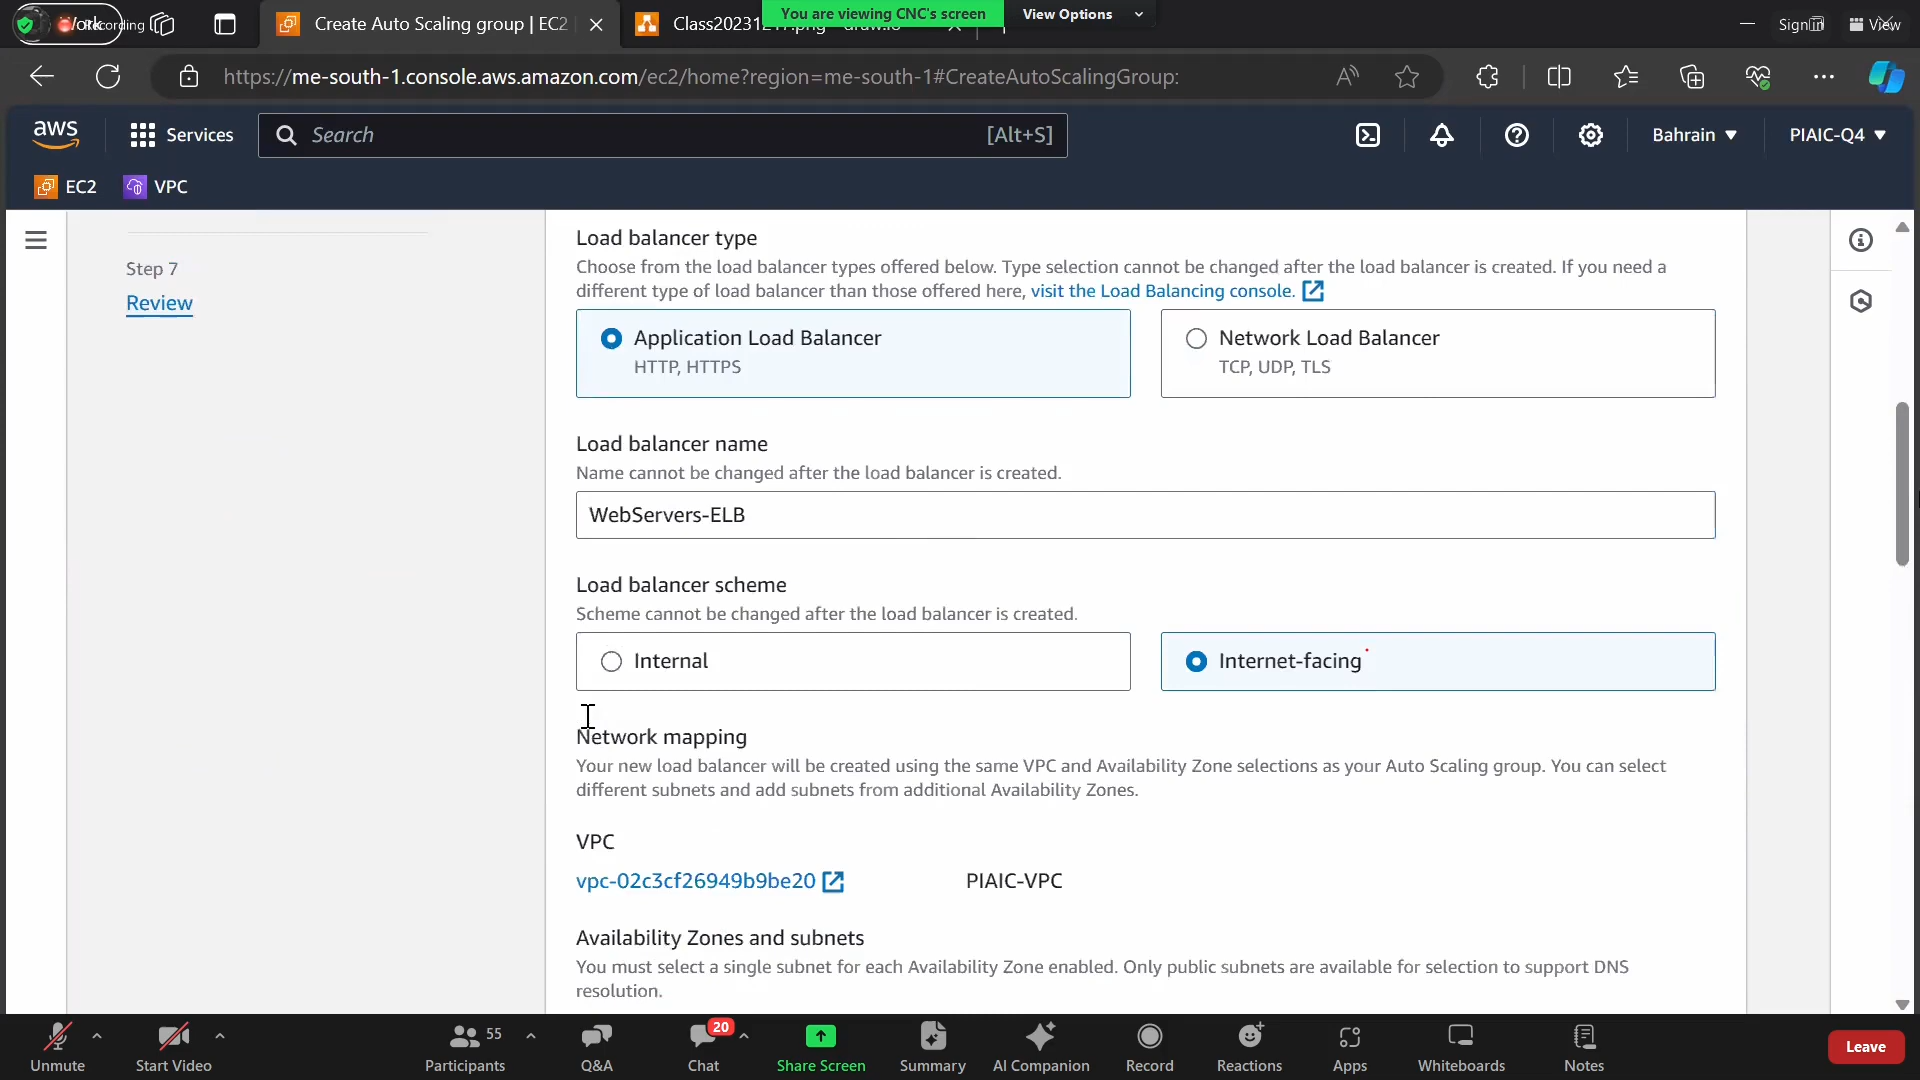 Work
Recording
Create Auto Scaling group | EC2
You are viewing CNC's screen
View Options
Sign in
View
https://me-south-1.console.aws.amazon.com/ec2/home?region=me-south-1#CreateAutoScalingGroup:
aws
Services
Search
[Alt+S]
Bahrain
PIAIC-Q4
EC2
VPC
Step 7
Review
Load balancer type
Choose from the load balancer types offered below. Type selection cannot be changed after the load balancer is created. If you need a
different type of load balancer than those offered here, visit the Load Balancing console.
Application Load Balancer
HTTP, HTTPS
Network Load Balancer
TCP, UDP, TLS
Load balancer name
Name cannot be changed after the load balancer is created.
WebServers-ELB
Load balancer scheme
Scheme cannot be changed after the load balancer is created.
Internal
Internet-facing
Network mapping
Your new load balancer will be created using the same VPC and Availability Zone selections as your Auto Scaling group. You can select
different subnets and add subnets from additional Availability Zones.
VPC
vpc-02c3cf26949b9be20
PIAIC-VPC
Availability Zones and subnets
You must select a single subnet for each Availability Zone enabled. Only public subnets are available for selection to support DNS
resolution.
Unmute
Start Video
55
Participants
Q&A
20
Chat
Share Screen
Summary
AI Companion
Record
Reactions
Apps
Whiteboards
Notes
Leave